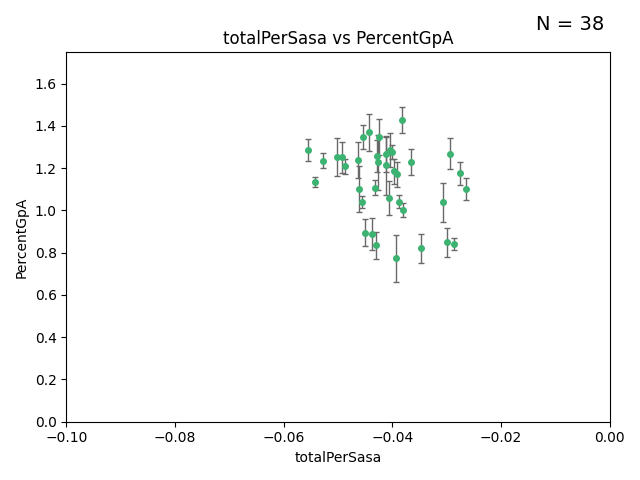 N = 38
totalPerSasa vs PercentGpA
PercentGpA
1.6
1.4
1.2
1.0
0.8
0.6
0.4
0.2
0.0
−0.10 −0.08 −0.06 −0.04 −0.02 0.00
totalPerSasa